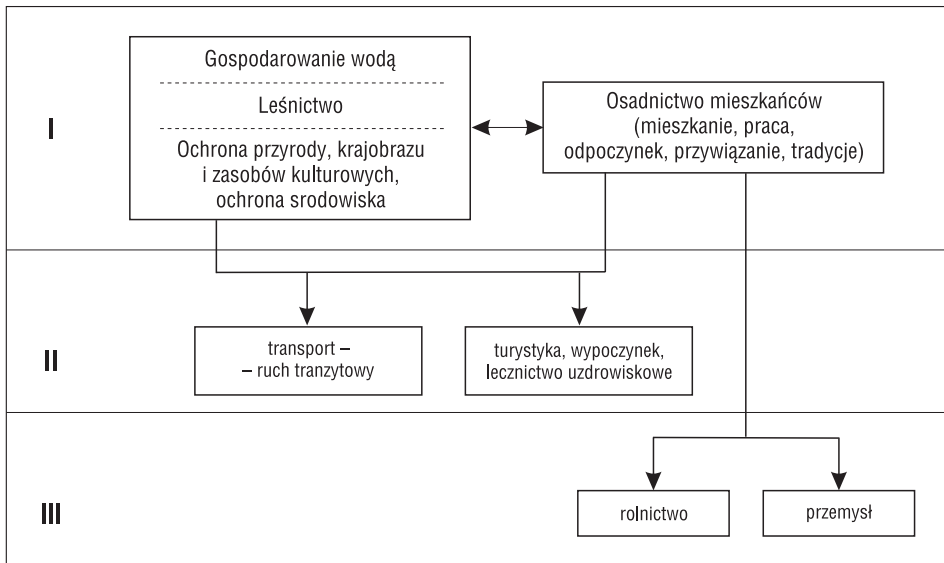 I
Gospodarowanie wodą
Leśnictwo
Ochrona przyrody, krajobrazu
i zasobów kulturowych,
ochrona srodowiska
Osadnictwo mieszkańców
(mieszkanie, praca,
odpoczynek, przywiązanie, tradycje)
II
transport –
– ruch tranzytowy
turystyka, wypoczynek,
lecznictwo uzdrowiskowe
III
rolnictwo
przemysł